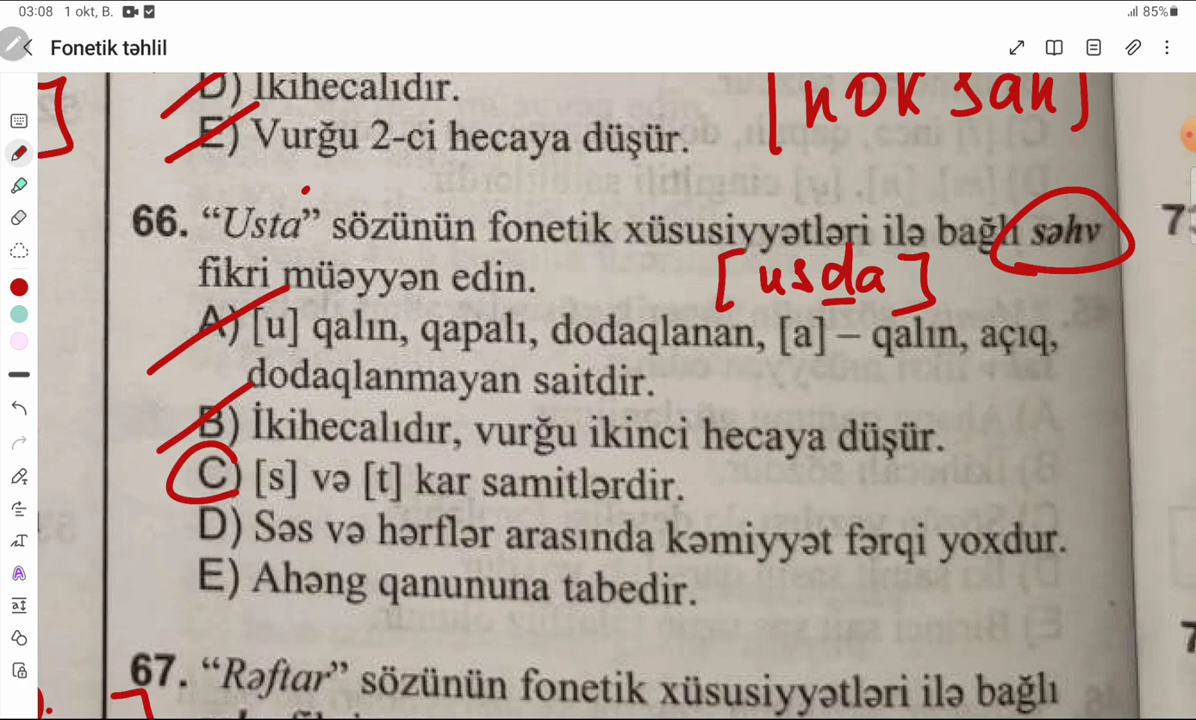 03:08 1 okt, B. 85%
Fonetik təhlil
D) İkihecalıdır.
[nöksan]
E) Vurğu 2-ci hecaya düşür.
66. “Usta” sözünün fonetik xüsusiyyətləri ilə bağlı səhv
fikri müəyyən edin.
[usda]
A) [u] qalın, qapalı, dodaqlanan, [a] – qalın, açıq,
dodaqlanmayan saitdir.
B) İkihecalıdır, vurğu ikinci hecaya düşür.
C) [s] və [t] kar samitlərdir.
D) Səs və hərflər arasında kəmiyyət fərqi yoxdur.
E) Ahəng qanununa tabedir.
67. “Rəftar” sözünün fonetik xüsusiyyətləri ilə bağlı